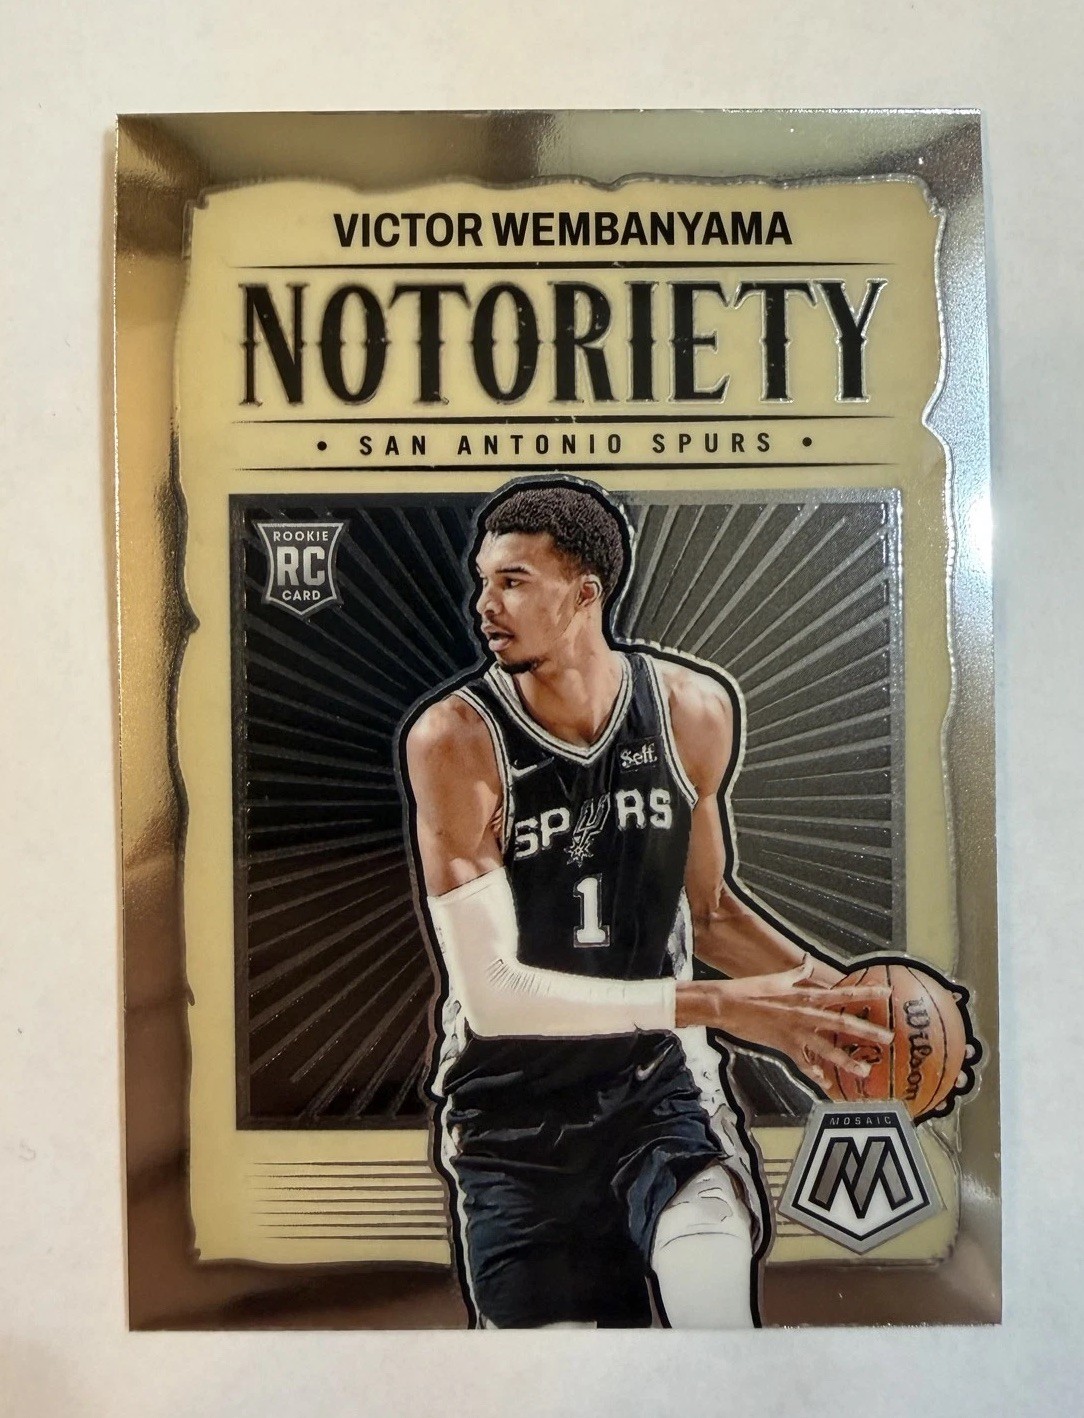 VICTOR WEMBANYAMA
NOTORIETY
• SAN ANTONIO SPURS •
ROOKIE
RC
CARD
Self
SPURS
1
Wilson
MOSAIC
M